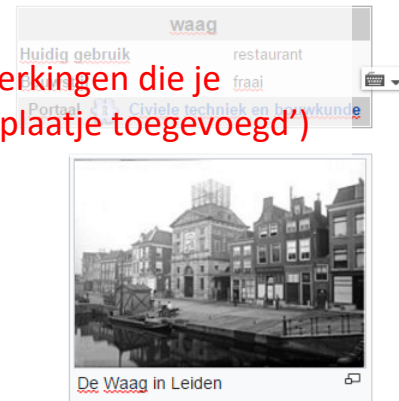 waag
Huidig gebruik restaurant
erkingen die je
fraai
Portaal Civiele techniek en bouwkunde
plaatje toegevoegd’)
De Waag in Leiden